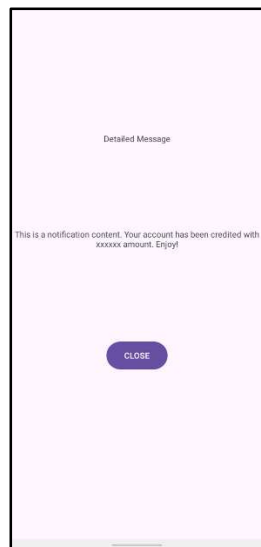 Detailed Message
This is a notification content. Your account has been credited with
xxxxxx amount. Enjoy!
CLOSE